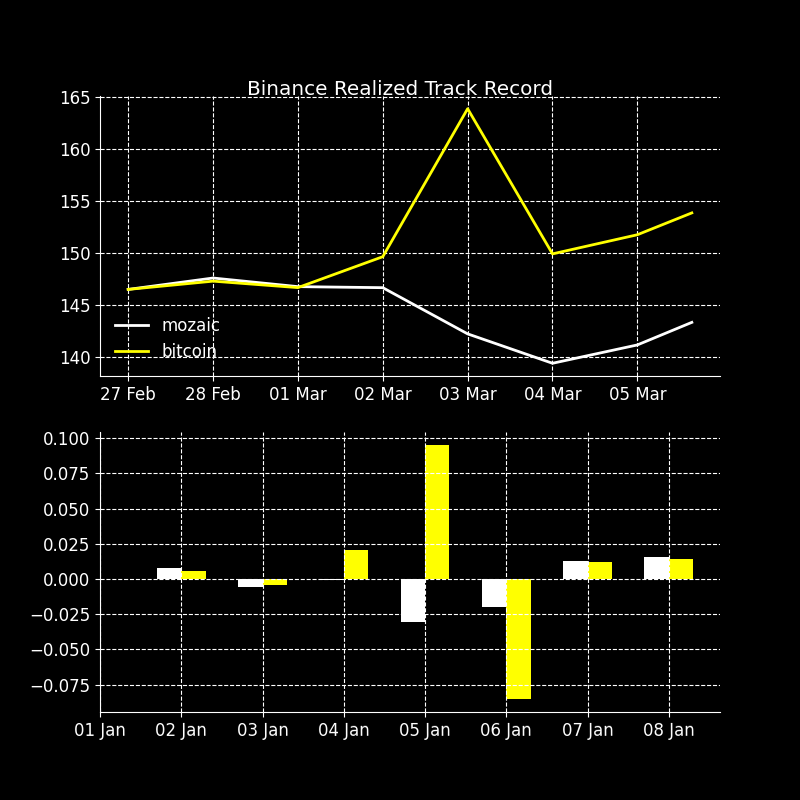 Binance Realized Track Record
165
160
155
150
145
140
mozaic
bitcoin
27 Feb 28 Feb 01 Mar 02 Mar 03 Mar 04 Mar 05 Mar
0.100
0.075
0.050
0.025
0.000
−0.025
−0.050
−0.075
01 Jan 02 Jan 03 Jan 04 Jan 05 Jan 06 Jan 07 Jan 08 Jan